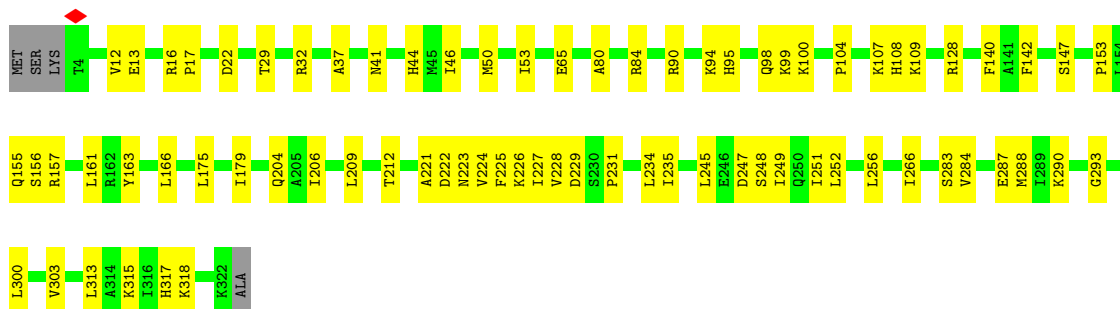 MET SER LYS T4 V12 E13 R16 P17 D22 T29 R32 A37 N41 H44 M45 I46 M50 I53 E65 A80 R84 R90 K94 H95 Q98 K99 K100 P104 K107 H108 K109 R128 F140 A141 F142 S147 P153 L154
Q155 S156 R157 L161 R162 Y163 L166 L175 I179 Q204 A205 I206 L209 T212 A221 D222 N223 V224 F225 K226 I227 V228 D229 S230 P231 L234 I235 L245 E246 D247 S248 I249 Q250 I251 L252 L256 I266 S283 V284 E287 M288 I289 K290 G293
L300 V303 L313 A314 K315 I316 H317 K318 K322 ALA